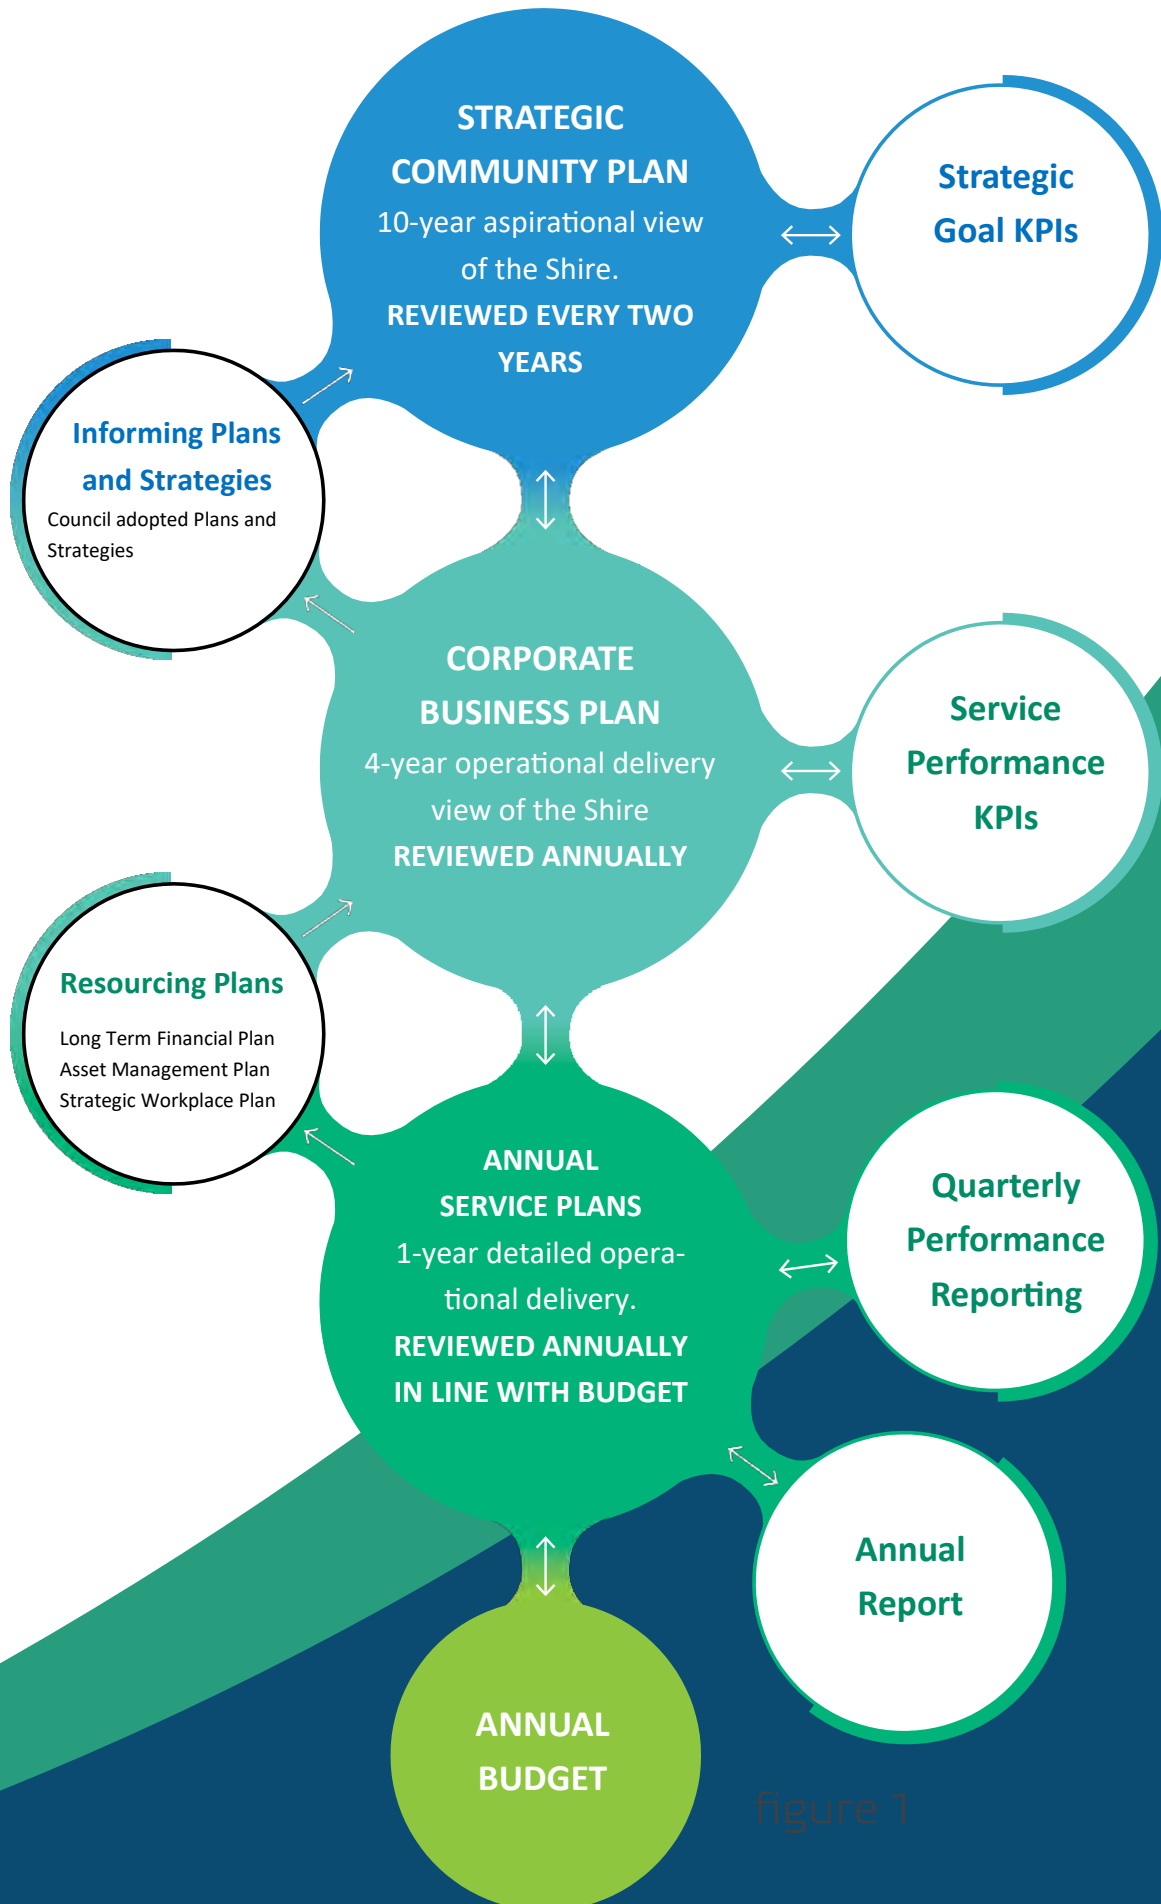 STRATEGIC
COMMUNITY PLAN
10-year aspirational view
of the Shire.
REVIEWED EVERY TWO
YEARS
Strategic
Goal KPIs
Informing Plans
and Strategies
Council adopted Plans and
Strategies
CORPORATE
BUSINESS PLAN
4-year operational delivery
view of the Shire
REVIEWED ANNUALLY
Service
Performance
KPIs
Resourcing Plans
Long Term Financial Plan
Asset Management Plan
Strategic Workplace Plan
ANNUAL
SERVICE PLANS
1-year detailed opera-
tional delivery.
REVIEWED ANNUALLY
IN LINE WITH BUDGET
Quarterly
Performance
Reporting
Annual
Report
ANNUAL
BUDGET
figure 1